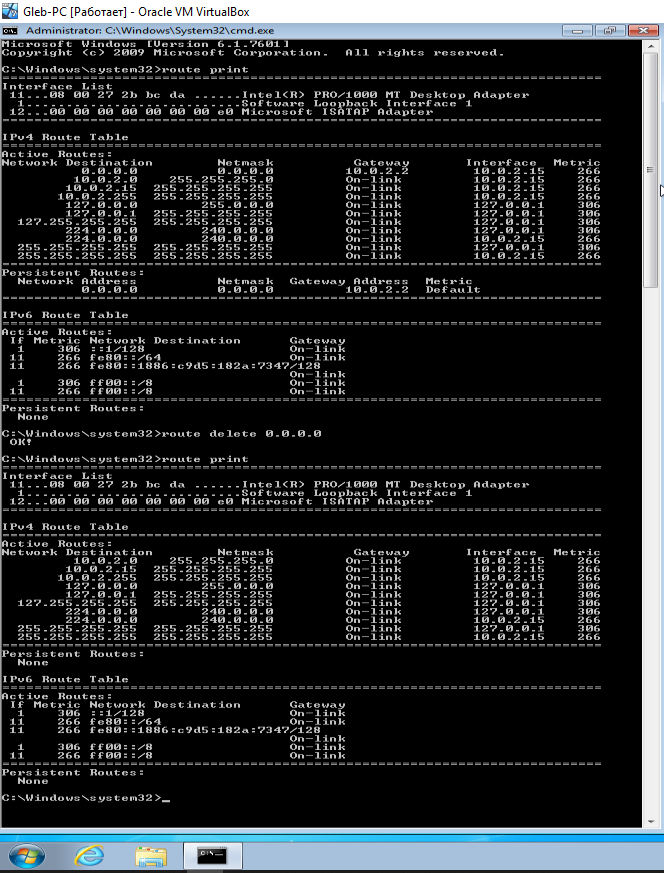 Gleb-PC [Работает] - Oracle VM VirtualBox
Administrator: C:\Windows\System32\cmd.exe
Microsoft Windows [Version 6.1.7601]
Copyright (c) 2009 Microsoft Corporation.  All rights reserved.
C:\Windows\system32>route print
===========================================================================
Interface List
 11...08 00 27 2b bc da ......Intel(R) PRO/1000 MT Desktop Adapter
  1...........................Software Loopback Interface 1
 12...00 00 00 00 00 00 00 e0 Microsoft ISATAP Adapter
===========================================================================
IPv4 Route Table
===========================================================================
Active Routes:
Network Destination        Netmask          Gateway       Interface  Metric
          0.0.0.0          0.0.0.0         10.0.2.2        10.0.2.15    266
         10.0.2.0    255.255.255.0         On-link         10.0.2.15    266
        10.0.2.15  255.255.255.255         On-link         10.0.2.15    266
       10.0.2.255  255.255.255.255         On-link         10.0.2.15    266
        127.0.0.0        255.0.0.0         On-link         127.0.0.1    306
        127.0.0.1  255.255.255.255         On-link         127.0.0.1    306
  127.255.255.255  255.255.255.255         On-link         127.0.0.1    306
        224.0.0.0        240.0.0.0         On-link         127.0.0.1    306
        224.0.0.0        240.0.0.0         On-link         10.0.2.15    266
  255.255.255.255  255.255.255.255         On-link         127.0.0.1    306
  255.255.255.255  255.255.255.255         On-link         10.0.2.15    266
===========================================================================
Persistent Routes:
  Network Address          Netmask  Gateway Address  Metric
          0.0.0.0          0.0.0.0         10.0.2.2  Default
===========================================================================
IPv6 Route Table
===========================================================================
Active Routes:
 If Metric Network Destination      Gateway
  1    306 ::1/128                  On-link
 11    266 fe80::/64                On-link
 11    266 fe80::1886:c9d5:182a:7347/128
                                    On-link
  1    306 ff00::/8                 On-link
 11    266 ff00::/8                 On-link
===========================================================================
Persistent Routes:
  None
C:\Windows\system32>route delete 0.0.0.0
 OK!
C:\Windows\system32>route print
===========================================================================
Interface List
 11...08 00 27 2b bc da ......Intel(R) PRO/1000 MT Desktop Adapter
  1...........................Software Loopback Interface 1
 12...00 00 00 00 00 00 00 e0 Microsoft ISATAP Adapter
===========================================================================
IPv4 Route Table
===========================================================================
Active Routes:
Network Destination        Netmask          Gateway       Interface  Metric
         10.0.2.0    255.255.255.0         On-link         10.0.2.15    266
        10.0.2.15  255.255.255.255         On-link         10.0.2.15    266
       10.0.2.255  255.255.255.255         On-link         10.0.2.15    266
        127.0.0.0        255.0.0.0         On-link         127.0.0.1    306
        127.0.0.1  255.255.255.255         On-link         127.0.0.1    306
  127.255.255.255  255.255.255.255         On-link         127.0.0.1    306
        224.0.0.0        240.0.0.0         On-link         127.0.0.1    306
        224.0.0.0        240.0.0.0         On-link         10.0.2.15    266
  255.255.255.255  255.255.255.255         On-link         127.0.0.1    306
  255.255.255.255  255.255.255.255         On-link         10.0.2.15    266
===========================================================================
Persistent Routes:
  None
IPv6 Route Table
===========================================================================
Active Routes:
 If Metric Network Destination      Gateway
  1    306 ::1/128                  On-link
 11    266 fe80::/64                On-link
 11    266 fe80::1886:c9d5:182a:7347/128
                                    On-link
  1    306 ff00::/8                 On-link
 11    266 ff00::/8                 On-link
===========================================================================
Persistent Routes:
  None
C:\Windows\system32>_